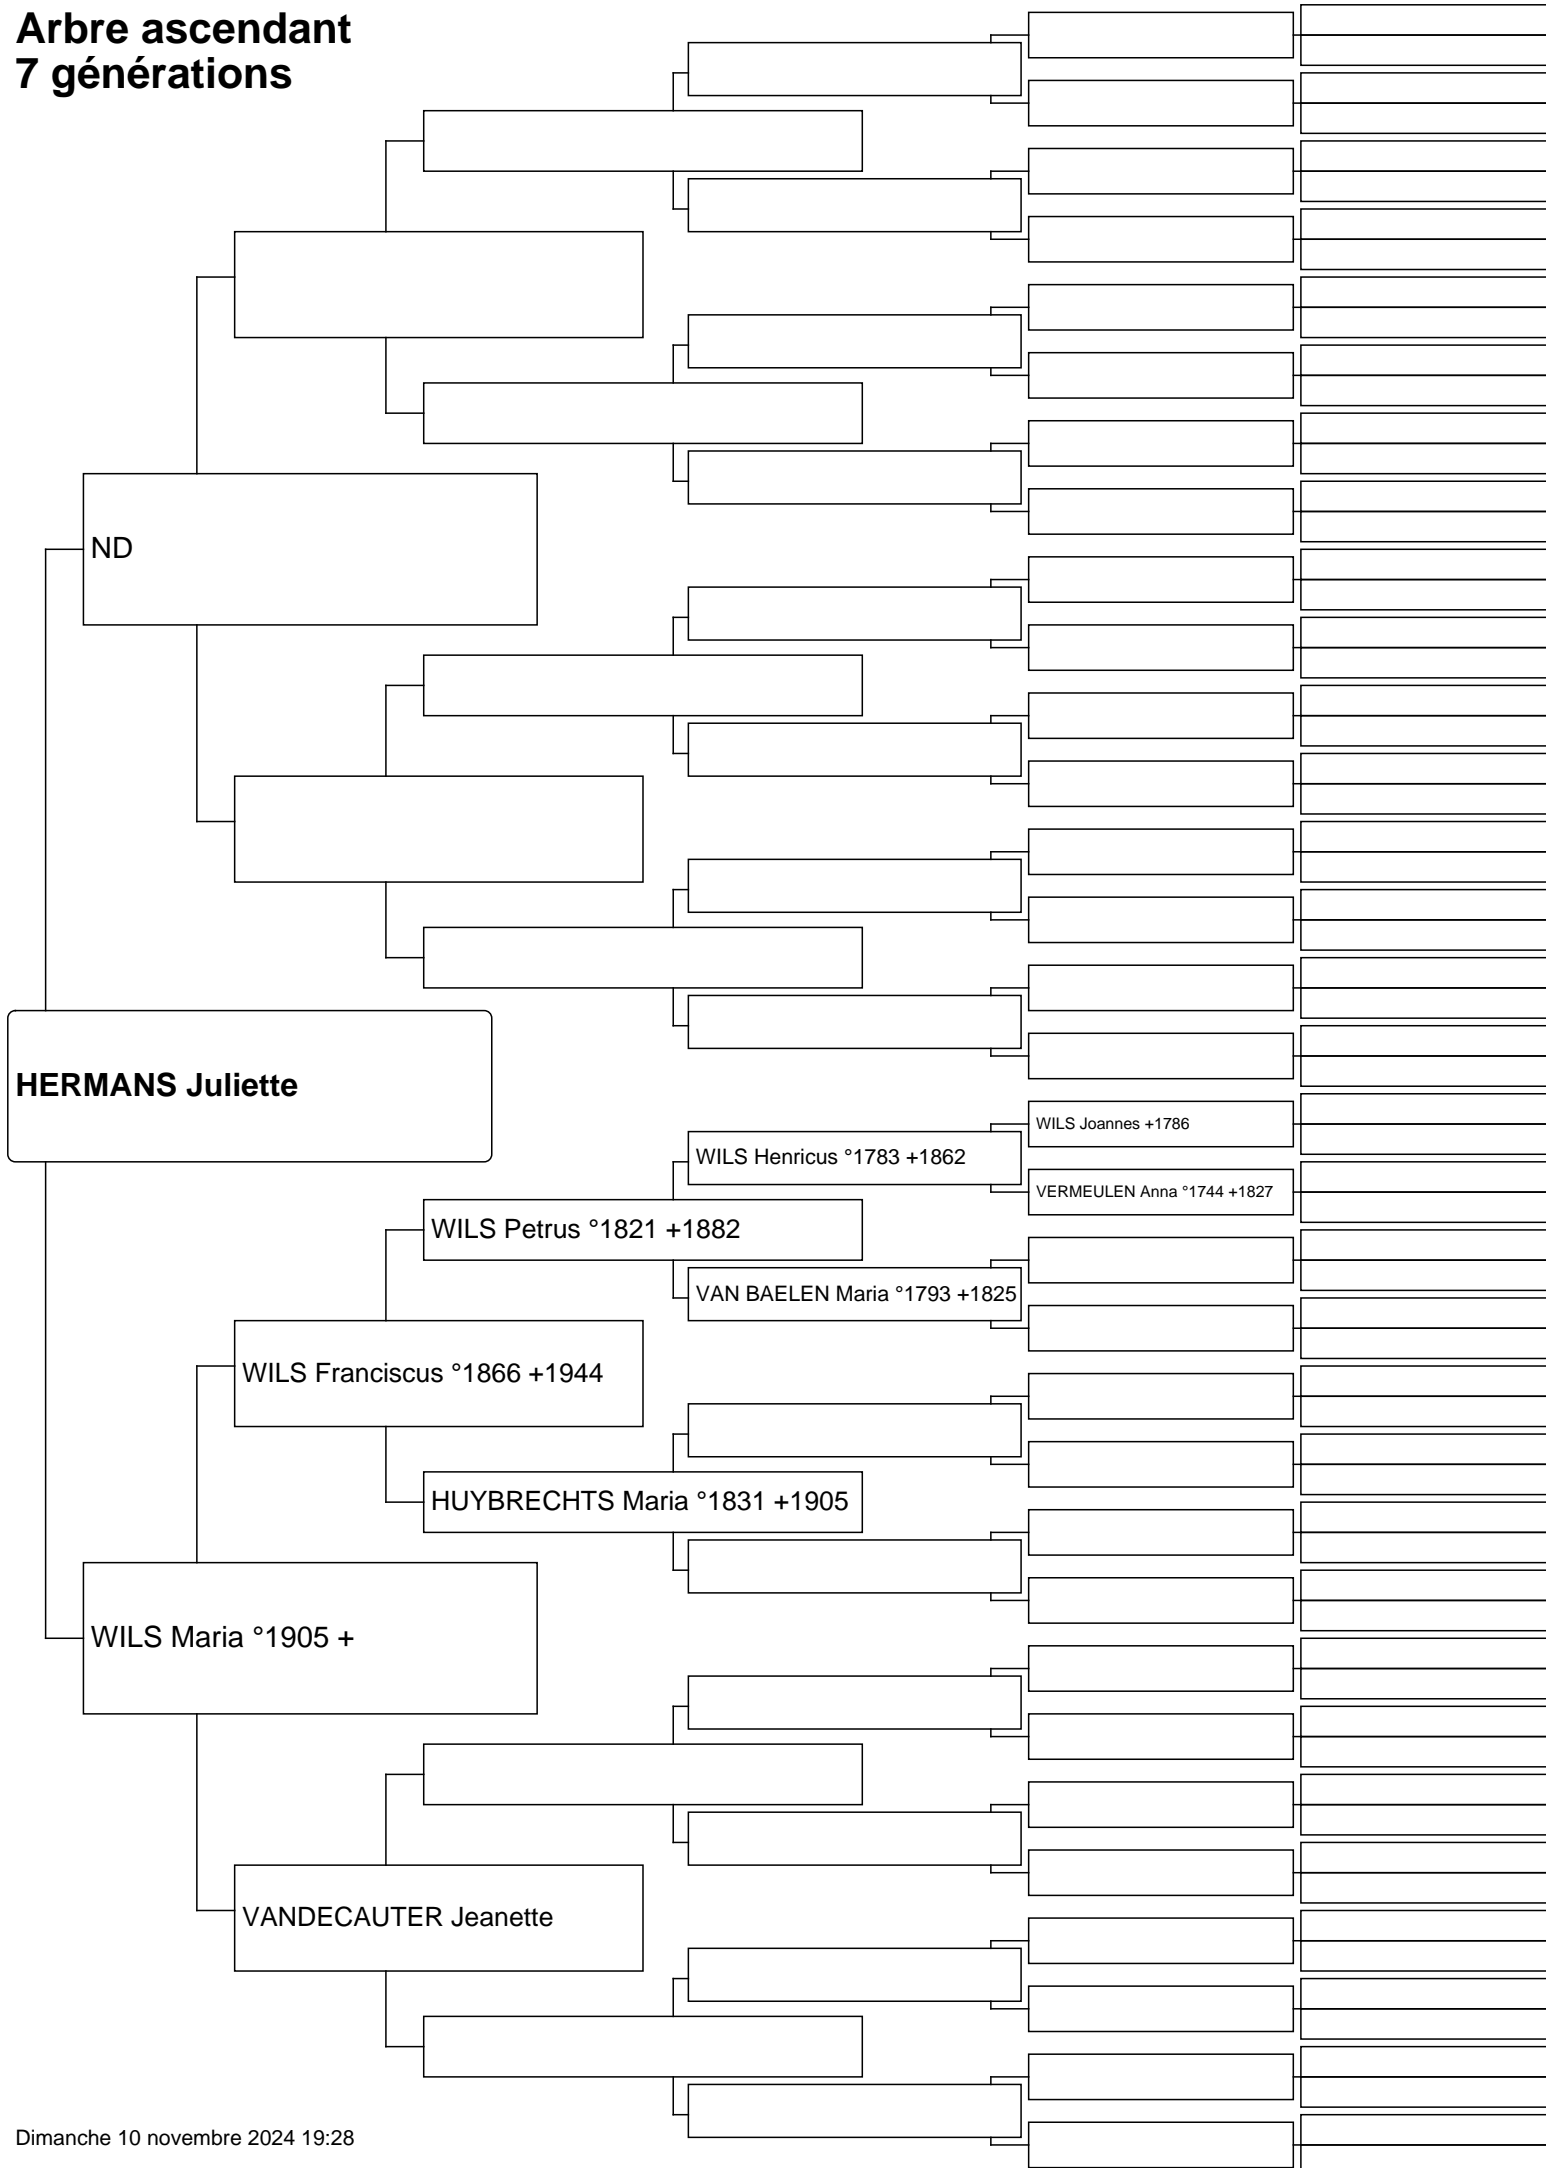 Arbre ascendant
7 générations
ND
HERMANS Juliette
WILS Joannes +1786
WILS Henricus °1783 +1862
VERMEULEN Anna °1744 +1827
WILS Petrus °1821 +1882
VAN BAELEN Maria °1793 +1825
WILS Franciscus °1866 +1944
HUYBRECHTS Maria °1831 +1905
WILS Maria °1905 +
VANDECAUTER Jeanette
Dimanche 10 novembre 2024 19:28